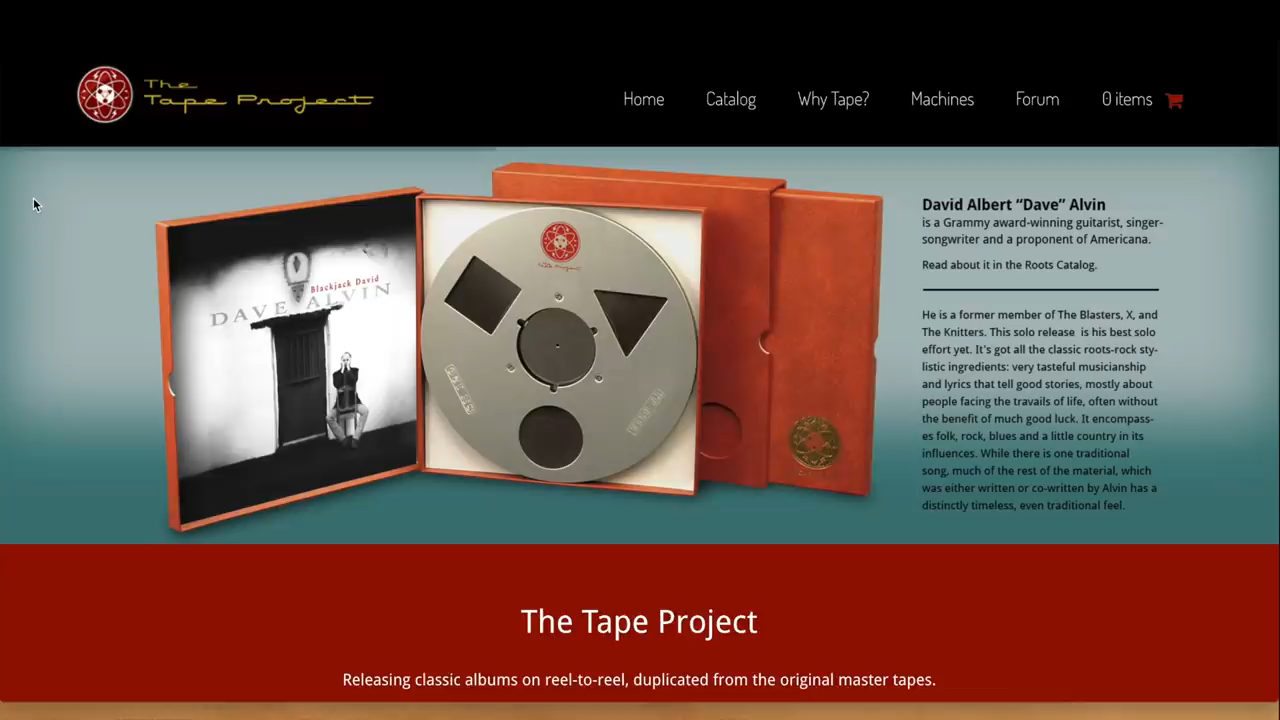 The
Tape Project
Home
Catalog
Why Tape?
Machines
Forum
0 items
Blackjack David
DAVE ALVIN
David Albert “Dave” Alvin
is a Grammy award-winning guitarist, singer-
songwriter and a proponent of Americana.
Read about it in the Roots Catalog.
He is a former member of The Blasters, X, and
The Knitters. This solo release is his best solo
effort yet. It's got all the classic roots-rock sty-
listic ingredients: very tasteful musicianship
and lyrics that tell good stories, mostly about
people facing the travails of life, often without
the benefit of much good luck. It encompass-
es folk, rock, blues and a little country in its
influences. While there is one traditional
song, much of the rest of the material, which
was either written or co-written by Alvin has a
distinctly timeless, even traditional feel.
The Tape Project
Releasing classic albums on reel-to-reel, duplicated from the original master tapes.